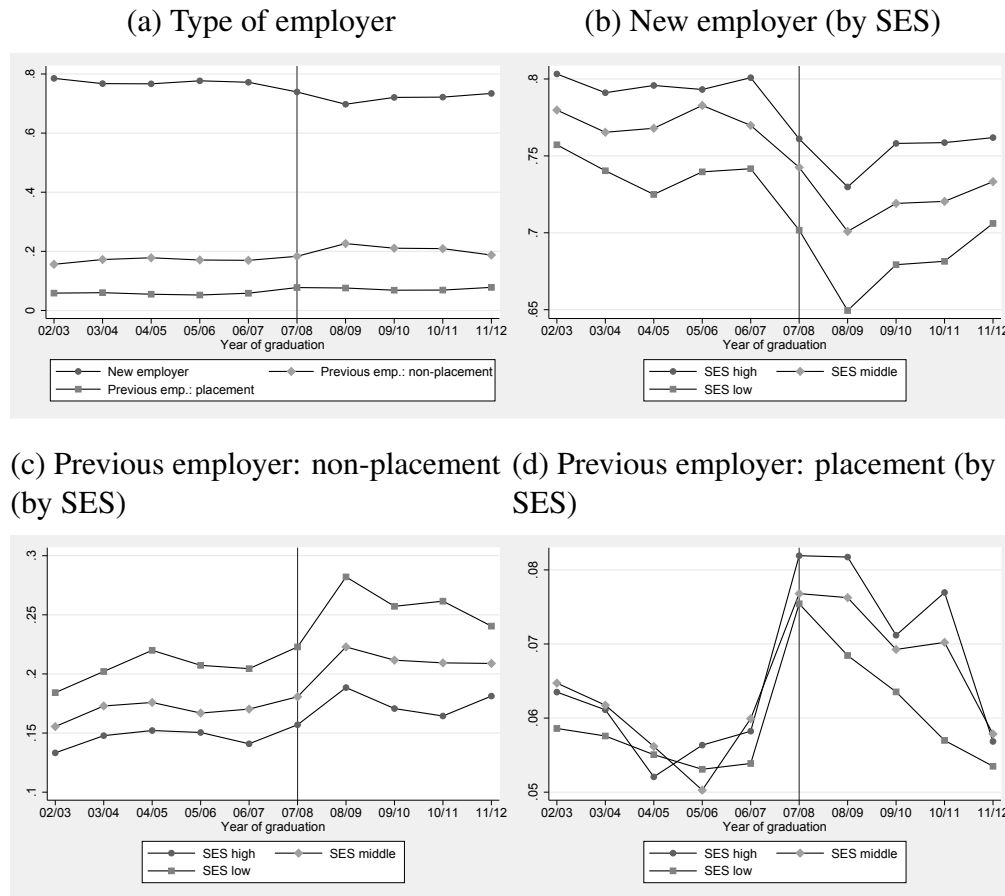 (a) Type of employer
.8
.6
.4
.2
0
02/03 03/04 04/05 05/06 06/07 07/08 08/09 09/10 10/11 11/12
Year of graduation
New employer Previous emp.: non-placement
Previous emp.: placement
(b) New employer (by SES)
.8
.75
.7
.65
02/03 03/04 04/05 05/06 06/07 07/08 08/09 09/10 10/11 11/12
Year of graduation
SES high SES middle
SES low
(c) Previous employer: non-placement
(by SES)
.3
.25
.2
.15
.1
02/03 03/04 04/05 05/06 06/07 07/08 08/09 09/10 10/11 11/12
Year of graduation
SES high SES middle
SES low
(d) Previous employer: placement (by
SES)
.08
.07
.06
.05
02/03 03/04 04/05 05/06 06/07 07/08 08/09 09/10 10/11 11/12
Year of graduation
SES high SES middle
SES low